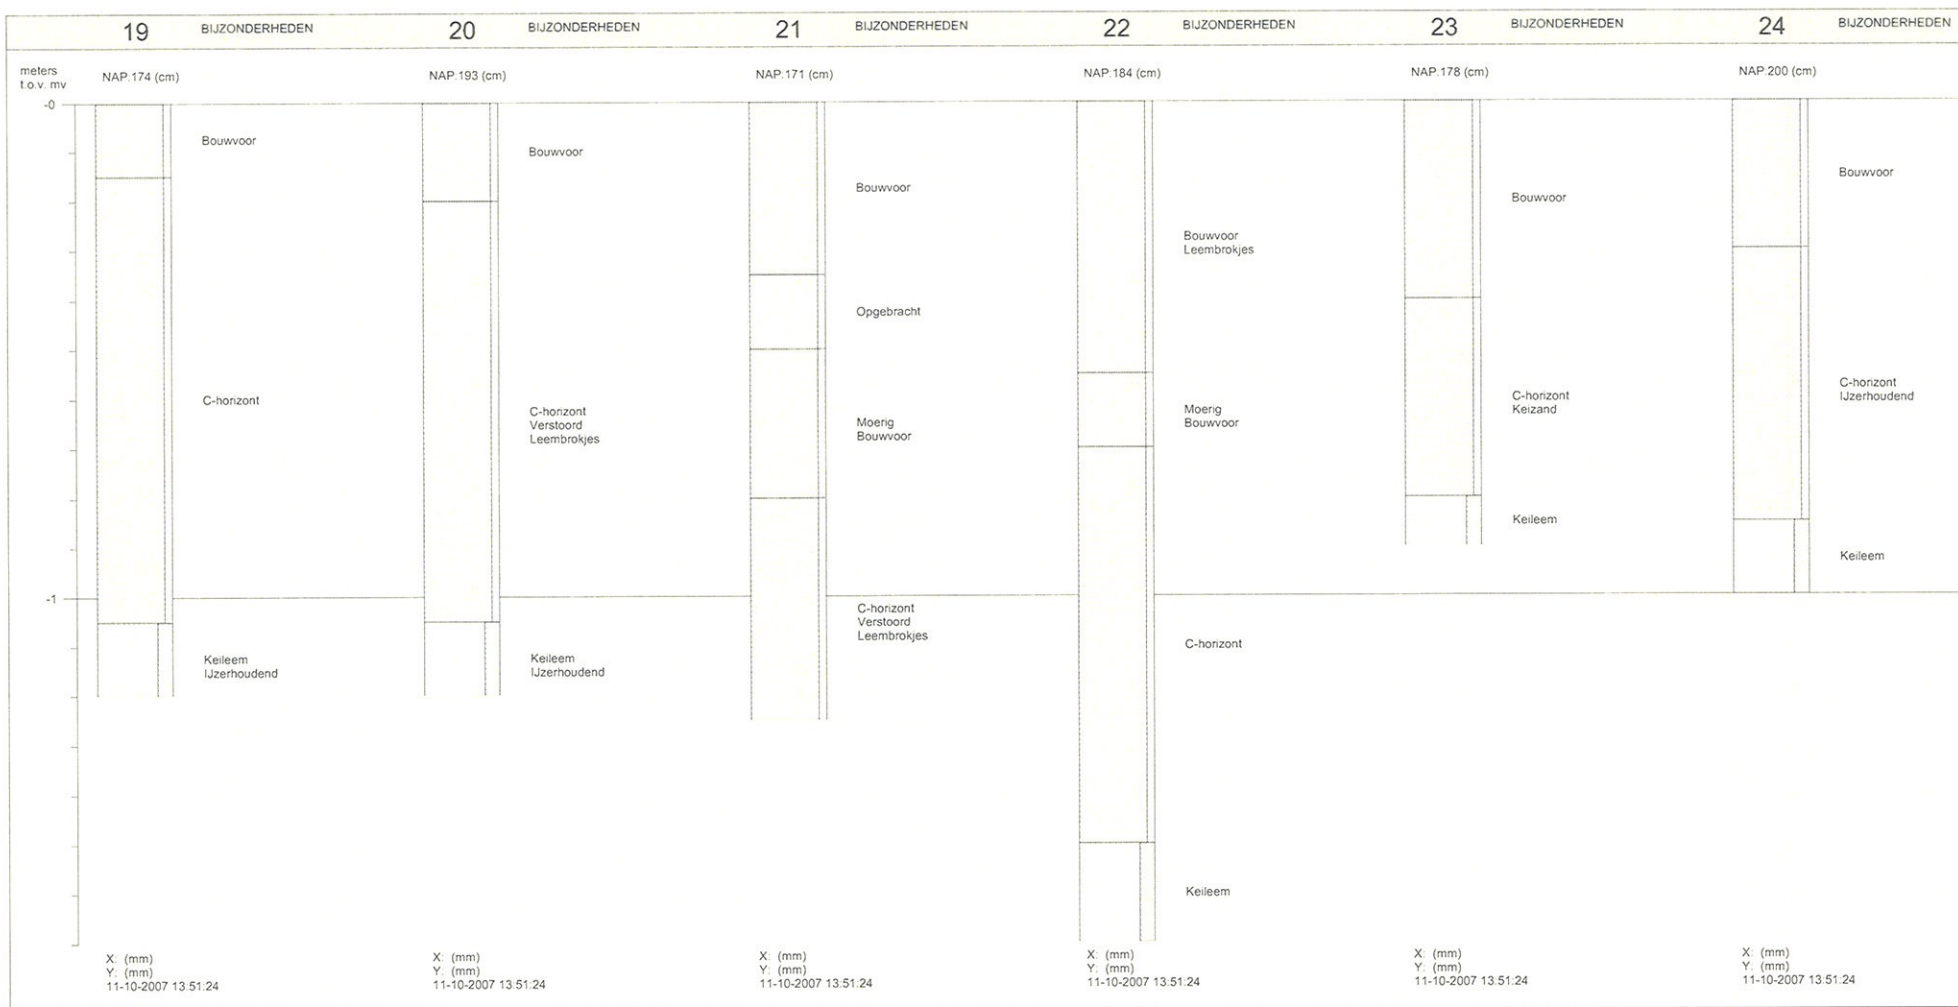 19 BIJZONDERHEDEN 20 BIJZONDERHEDEN 21 BIJZONDERHEDEN 22 BIJZONDERHEDEN 23 BIJZONDERHEDEN 24 BIJZONDERHEDEN
meters
t.o.v. mv
NAP:174 (cm) NAP:193 (cm) NAP:171 (cm) NAP:184 (cm) NAP:178 (cm) NAP:200 (cm)
-0
-1
Bouwvoor
C-horizont
Keileem
IJzerhoudend
X: (mm)
Y: (mm)
11-10-2007 13:51:24
Bouwvoor
C-horizont
Verstoord
Leembrokjes
Keileem
IJzerhoudend
X: (mm)
Y: (mm)
11-10-2007 13:51:24
Bouwvoor
Opgebracht
Moerig
Bouwvoor
C-horizont
Verstoord
Leembrokjes
X: (mm)
Y: (mm)
11-10-2007 13:51:24
Bouwvoor
Leembrokjes
Moerig
Bouwvoor
C-horizont
Keileem
X: (mm)
Y: (mm)
11-10-2007 13:51:24
Bouwvoor
C-horizont
Keizand
Keileem
X: (mm)
Y: (mm)
11-10-2007 13:51:24
Bouwvoor
C-horizont
IJzerhoudend
Keileem
X: (mm)
Y: (mm)
11-10-2007 13:51:24